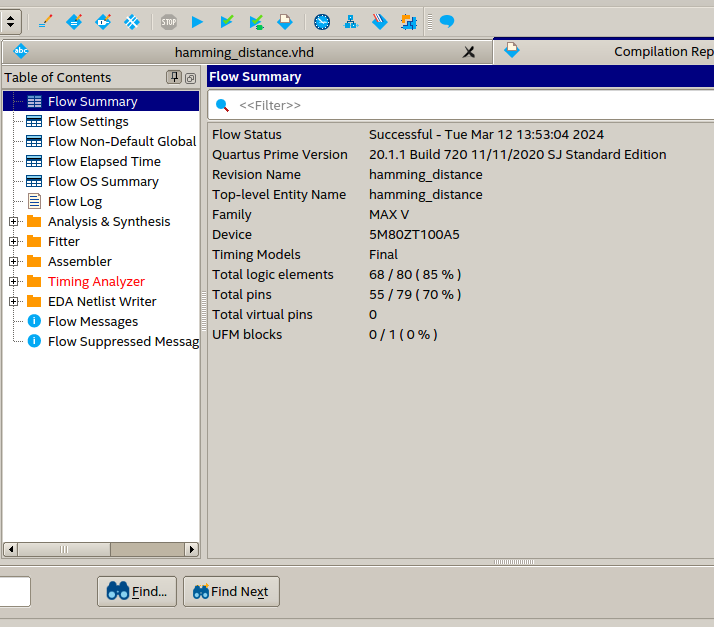 STOP
abc
hamming_distance.vhd
Compilation Rep
Table of Contents
Flow Summary
Flow Settings
Flow Non-Default Global
Flow Elapsed Time
Flow OS Summary
Flow Log
Analysis & Synthesis
Fitter
Assembler
Timing Analyzer
EDA Netlist Writer
Flow Messages
Flow Suppressed Messag
Flow Summary
<<Filter>>
Flow Status Successful - Tue Mar 12 13:53:04 2024
Quartus Prime Version 20.1.1 Build 720 11/11/2020 SJ Standard Edition
Revision Name hamming_distance
Top-level Entity Name hamming_distance
Family MAX V
Device 5M80ZT100A5
Timing Models Final
Total logic elements 68 / 80 ( 85 % )
Total pins 55 / 79 ( 70 % )
Total virtual pins 0
UFM blocks 0 / 1 ( 0 % )
Find... Find Next